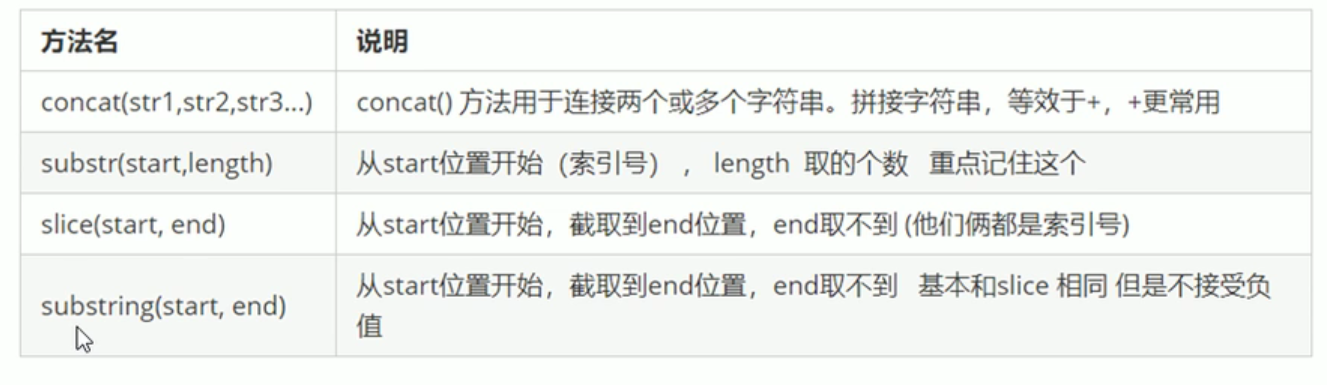 方法名 说明
concat(str1,str2,str3...) concat() 方法用于连接两个或多个字符串。拼接字符串，等效于+，+更常用
substr(start,length) 从start位置开始（索引号） ， length 取的个数 重点记住这个
slice(start, end) 从start位置开始，截取到end位置，end取不到 (他们俩都是索引号)
substring(start, end) 从start位置开始，截取到end位置，end取不到 基本和slice 相同 但是不接受负
值